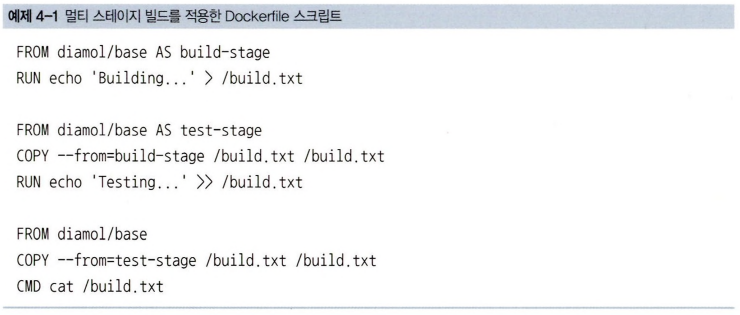 예제 4-1 멀티 스테이지 빌드를 적용한 Dockerfile 스크립트
FROM diamol/base AS build-stage
RUN echo 'Building...' > /build.txt
FROM diamol/base AS test-stage
COPY --from=build-stage /build.txt /build.txt
RUN echo 'Testing...' >> /build.txt
FROM diamol/base
COPY --from=test-stage /build.txt /build.txt
CMD cat /build.txt